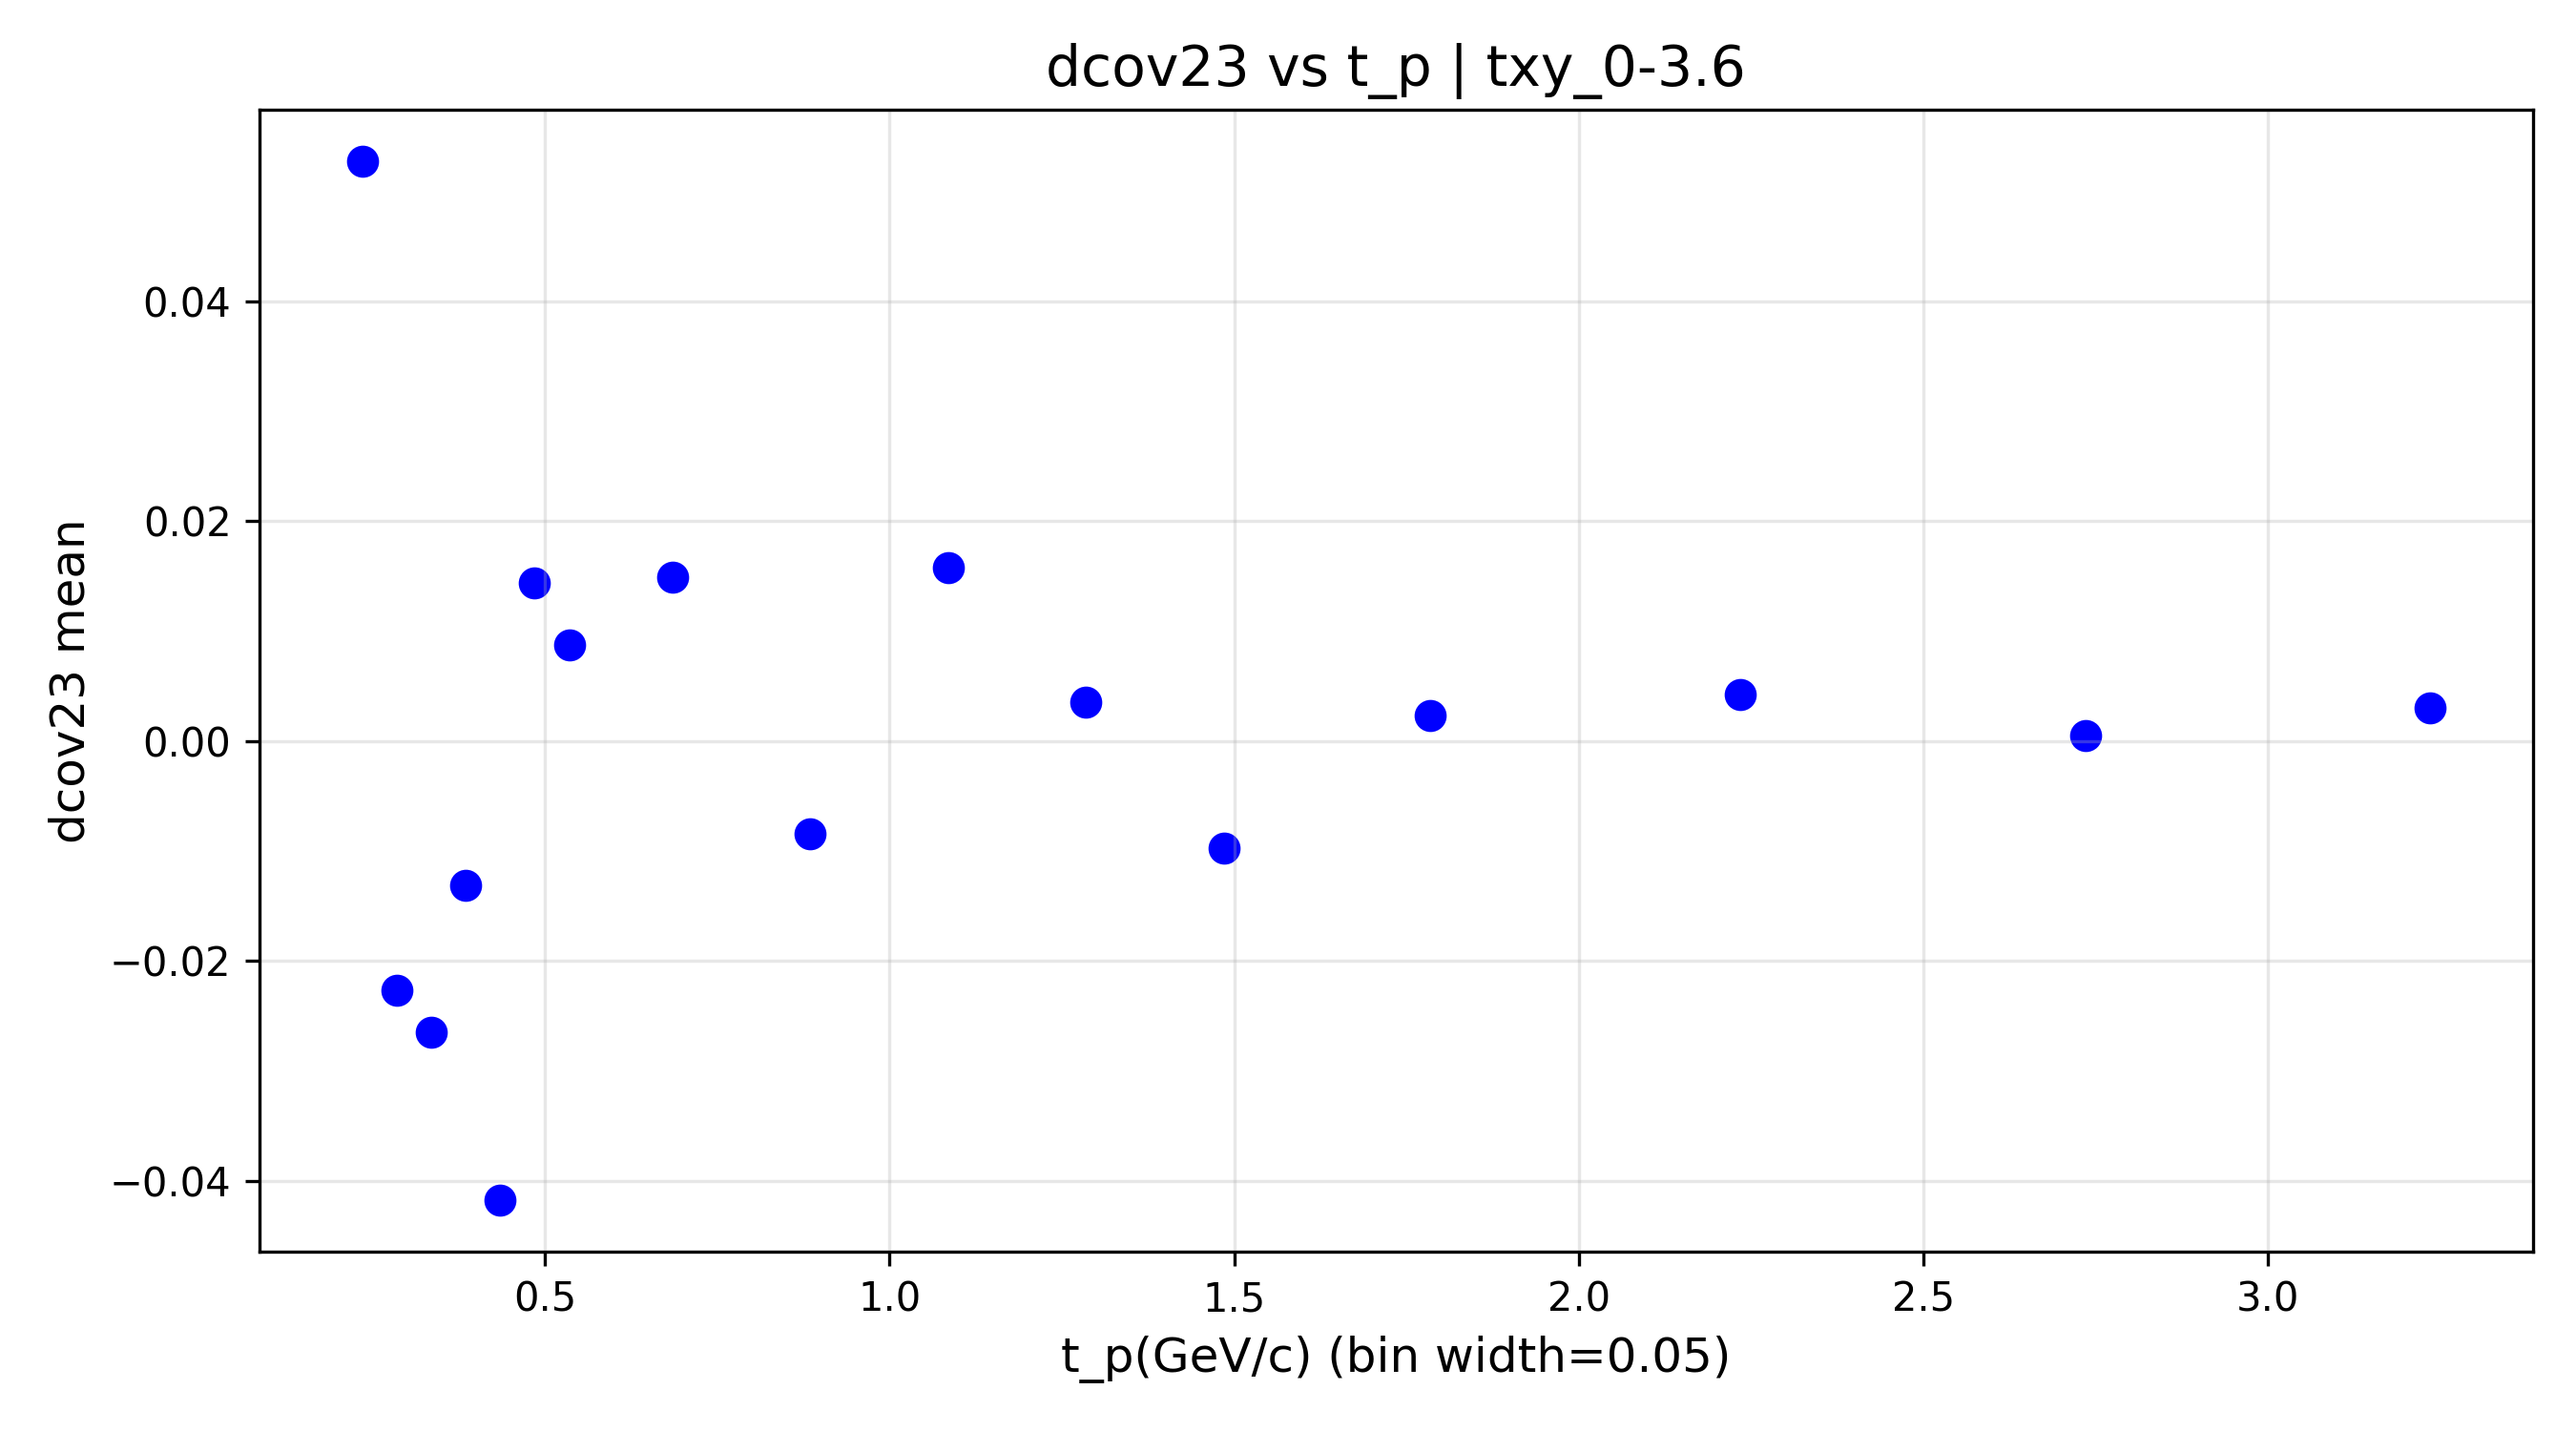 dcov23 vs t_p | txy_0-3.6
dcov23 mean
0.04
0.02
0.00
−0.02
−0.04
0.5 1.0 1.5 2.0 2.5 3.0
t_p(GeV/c) (bin width=0.05)